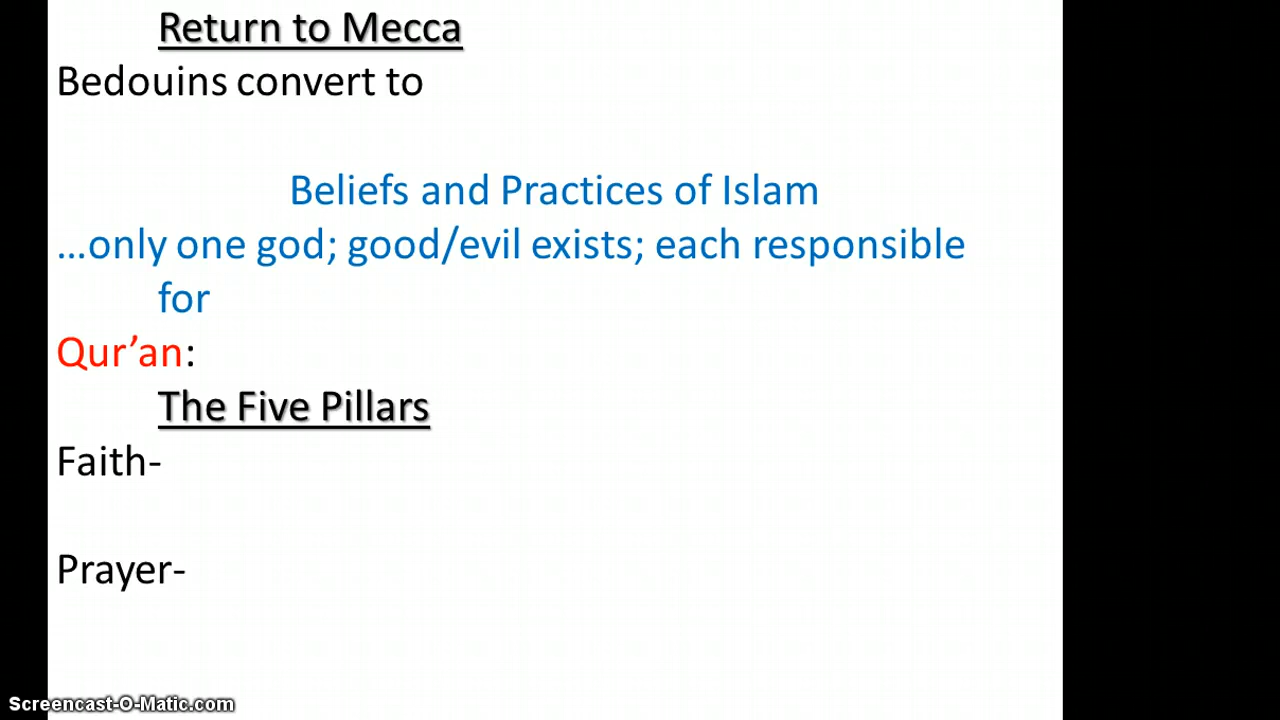 Return to Mecca
Bedouins convert to
Beliefs and Practices of Islam
…only one god; good/evil exists; each responsible
for
Qur’an:
The Five Pillars
Faith-
Prayer-
Screencast-O-Matic.com